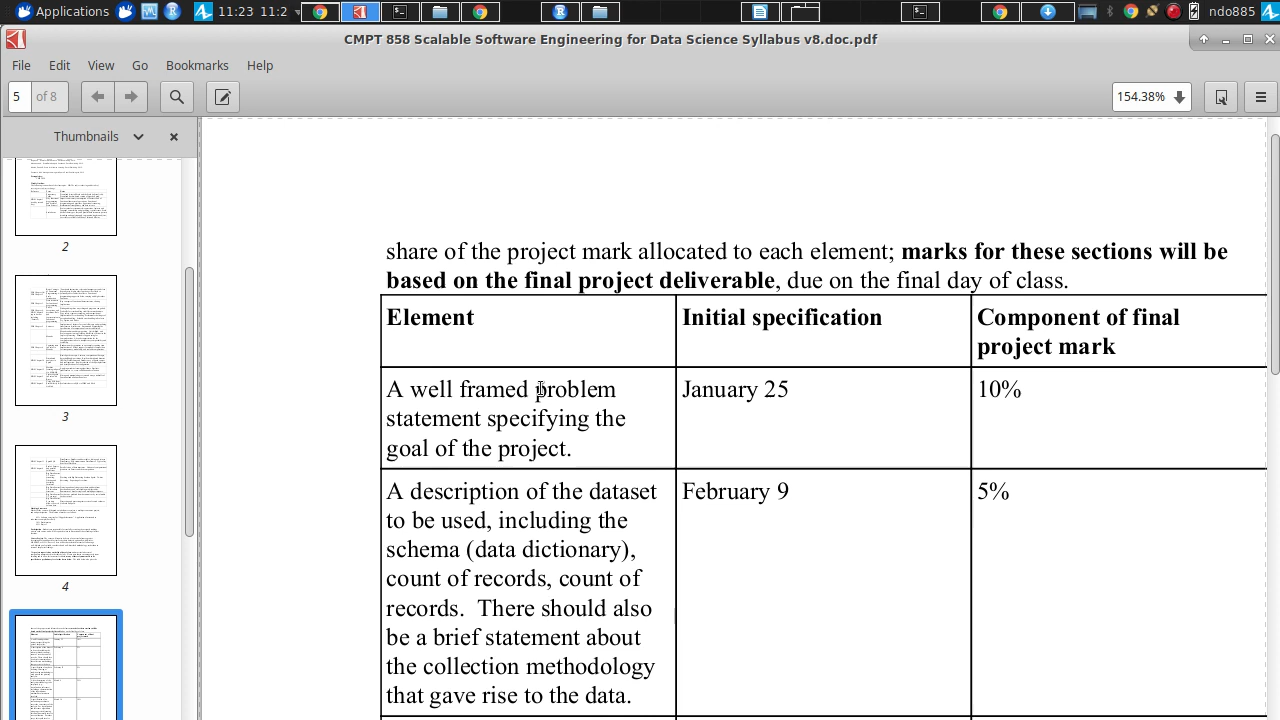 Applications 11:23 11:2 ndo885
CMPT 858 Scalable Software Engineering for Data Science Syllabus v8.doc.pdf
File Edit View Go Bookmarks Help
5 of 8 154.38%
Thumbnails
2
3
4
share of the project mark allocated to each element; marks for these sections will be
based on the final project deliverable, due on the final day of class.
Element Initial specification Component of final
project mark
A well framed problem January 25 10%
statement specifying the
goal of the project.
A description of the dataset February 9 5%
to be used, including the
schema (data dictionary),
count of records, count of
records. There should also
be a brief statement about
the collection methodology
that gave rise to the data.